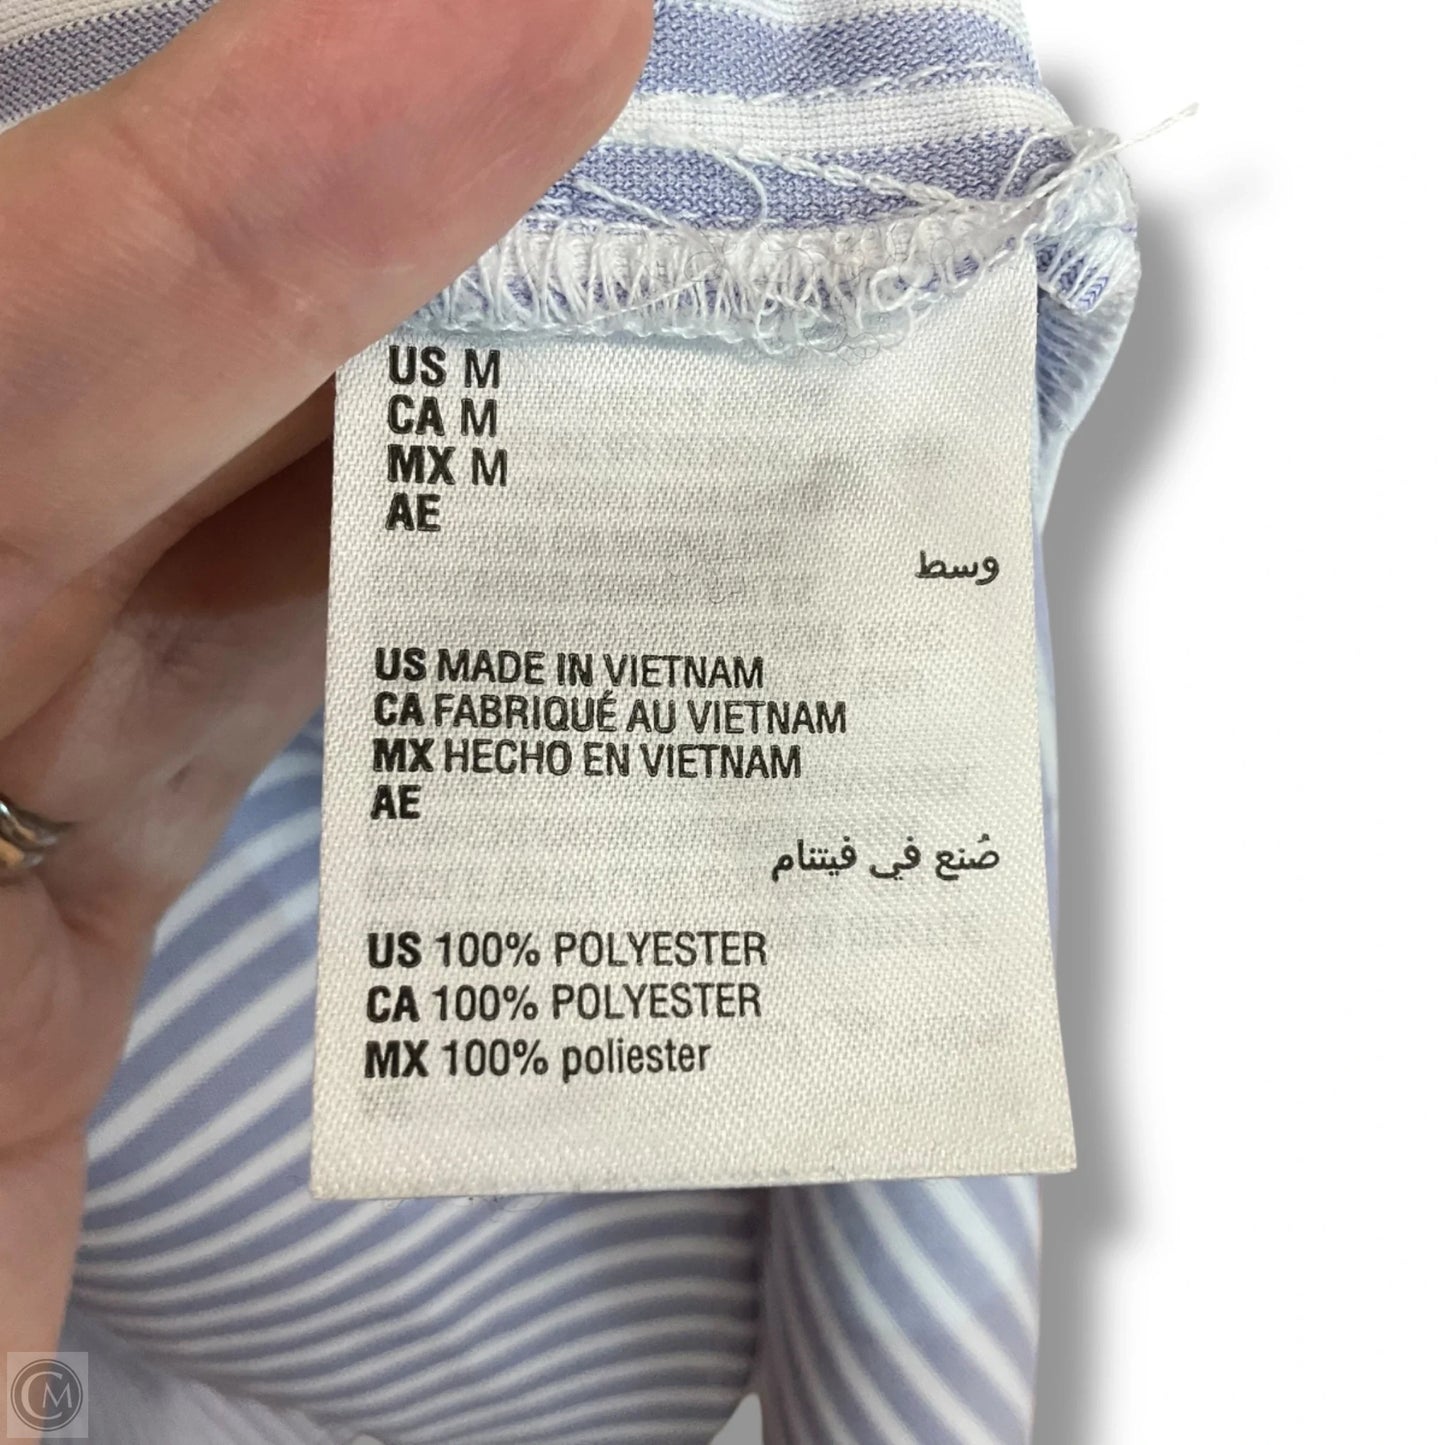 US M
CA M
MX M
AE
وسط
US MADE IN VIETNAM
CA FABRIQUÉ AU VIETNAM
MX HECHO EN VIETNAM
AE
صُنع في فيتنام
US 100% POLYESTER
CA 100% POLYESTER
MX 100% poliester
CM